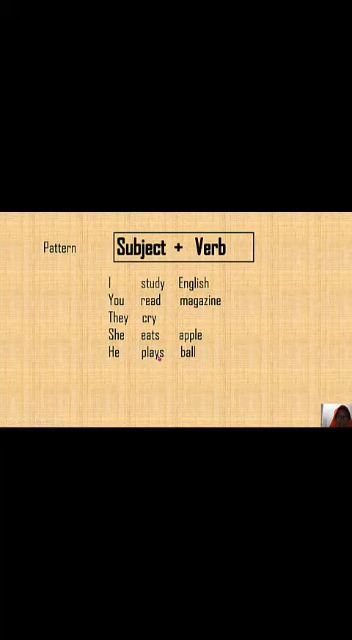 Pattern Subject + Verb
I study English
You read magazine
They cry
She eats apple
He plays ball